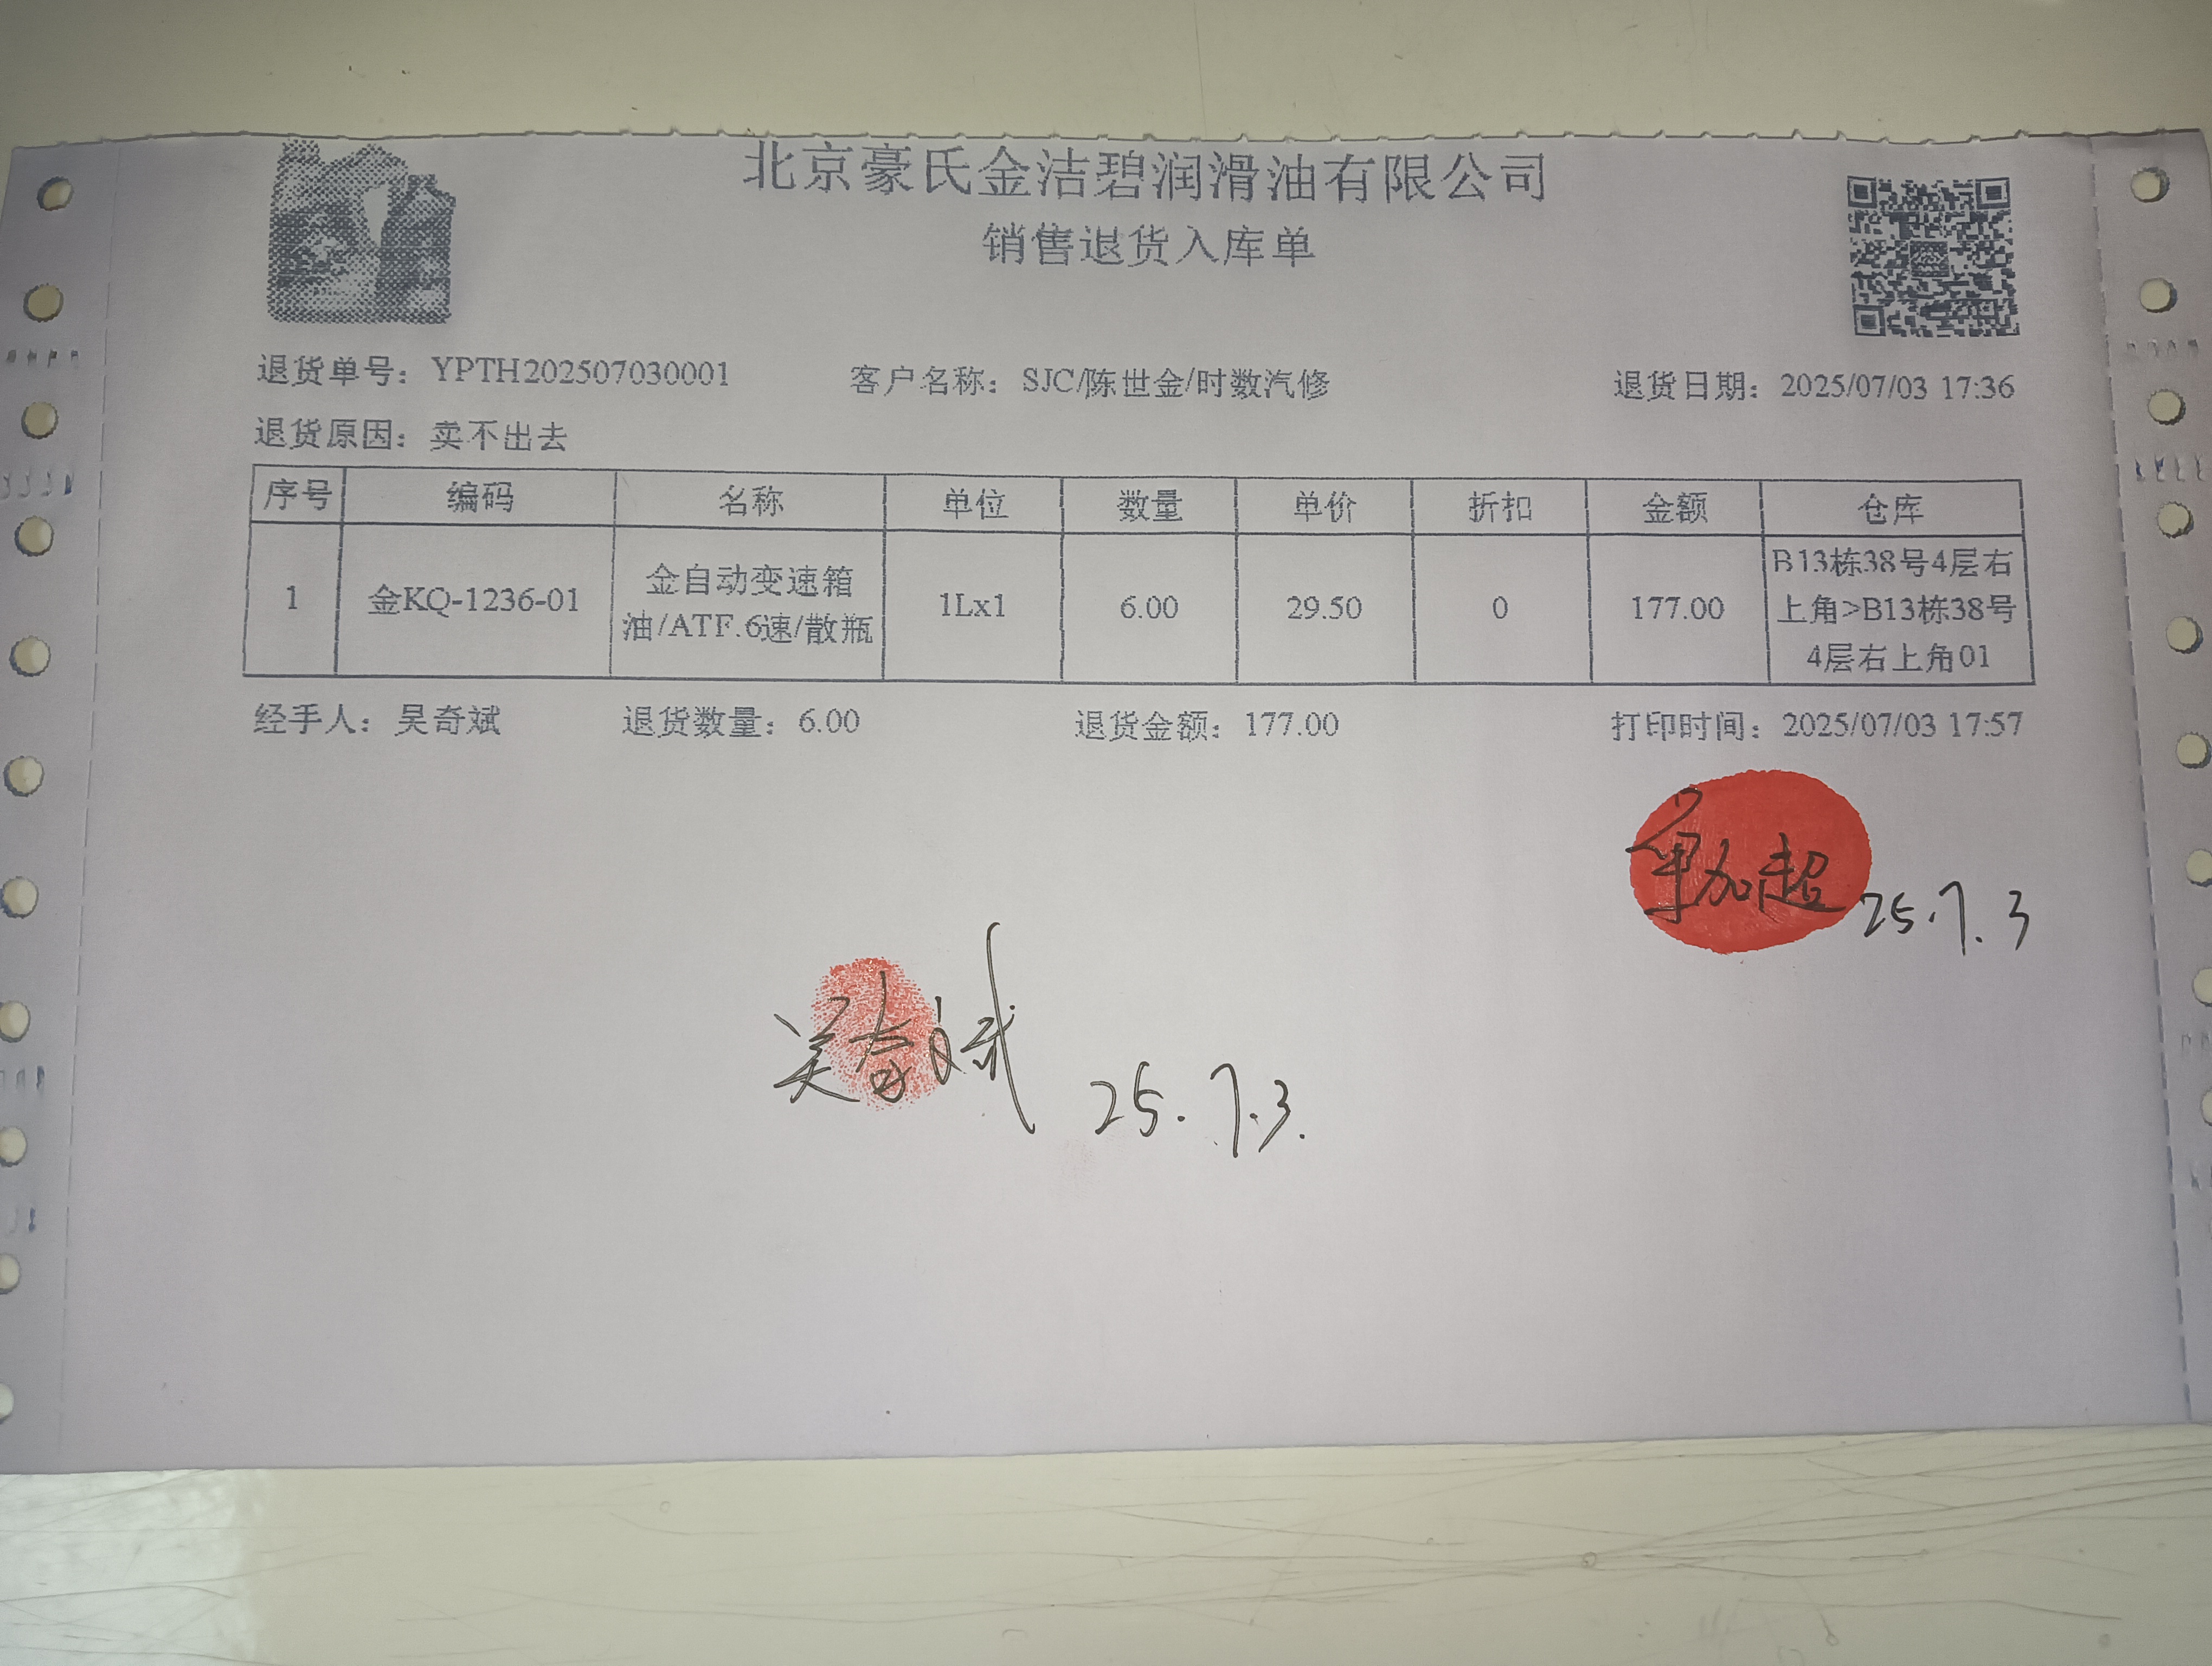 北京豪氏金洁碧润滑油有限公司
销售退货入库单
退货单号：YPTH202507030001 客户名称：SJC/陈世金/时数汽修 退货日期：2025/07/03 17:36
退货原因：卖不出去
序号 编码 名称 单位 数量 单价 折扣 金额 仓库
1 金KQ-1236-01 金自动变速箱油/ATF.6速/散瓶 1Lx1 6.00 29.50 0 177.00 B13栋38号4层右上角>B13栋38号4层右上角01
经手人：吴奇斌 退货数量：6.00 退货金额：177.00 打印时间：2025/07/03 17:57
加超 25.7.3
吴奇斌 25.7.3.